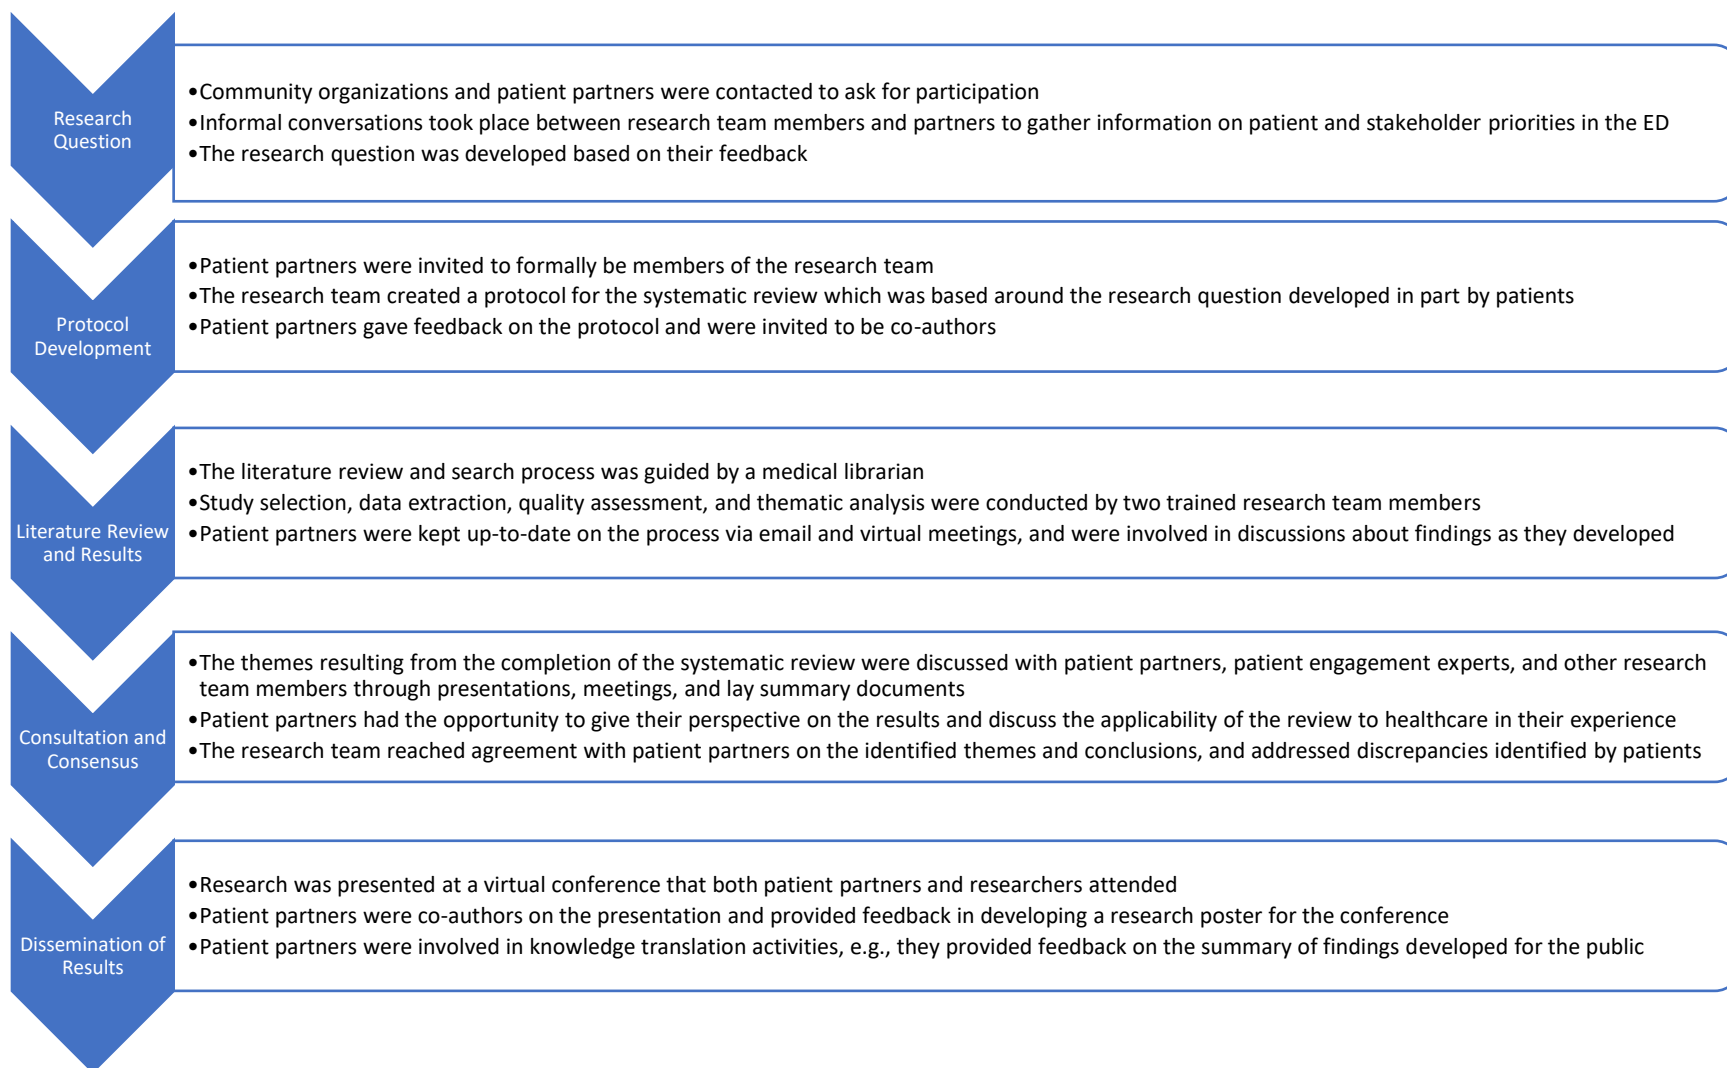 Research
Question
•Community organizations and patient partners were contacted to ask for participation
•Informal conversations took place between research team members and partners to gather information on patient and stakeholder priorities in the ED
•The research question was developed based on their feedback
Protocol
Development
•Patient partners were invited to formally be members of the research team
•The research team created a protocol for the systematic review which was based around the research question developed in part by patients
•Patient partners gave feedback on the protocol and were invited to be co-authors
Literature Review
and Results
•The literature review and search process was guided by a medical librarian
•Study selection, data extraction, quality assessment, and thematic analysis were conducted by two trained research team members
•Patient partners were kept up-to-date on the process via email and virtual meetings, and were involved in discussions about findings as they developed
Consultation and
Consensus
•The themes resulting from the completion of the systematic review were discussed with patient partners, patient engagement experts, and other research
team members through presentations, meetings, and lay summary documents
•Patient partners had the opportunity to give their perspective on the results and discuss the applicability of the review to healthcare in their experience
•The research team reached agreement with patient partners on the identified themes and conclusions, and addressed discrepancies identified by patients
Dissemination of
Results
•Research was presented at a virtual conference that both patient partners and researchers attended
•Patient partners were co-authors on the presentation and provided feedback in developing a research poster for the conference
•Patient partners were involved in knowledge translation activities, e.g., they provided feedback on the summary of findings developed for the public